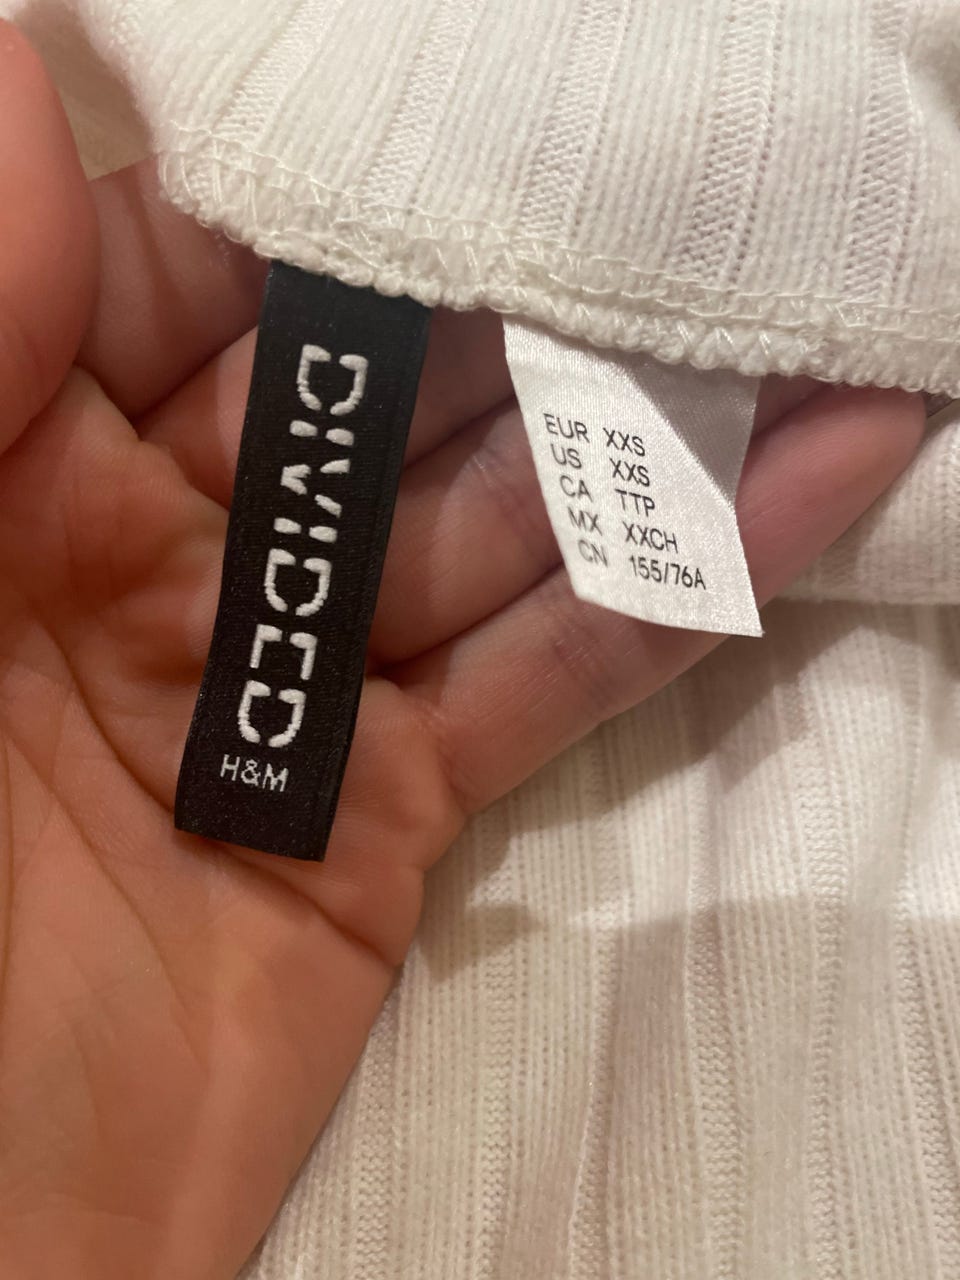 DIVIDED
H&M
EUR XXS
US XXS
CA TTP
MX XXCH
CN 155/76A